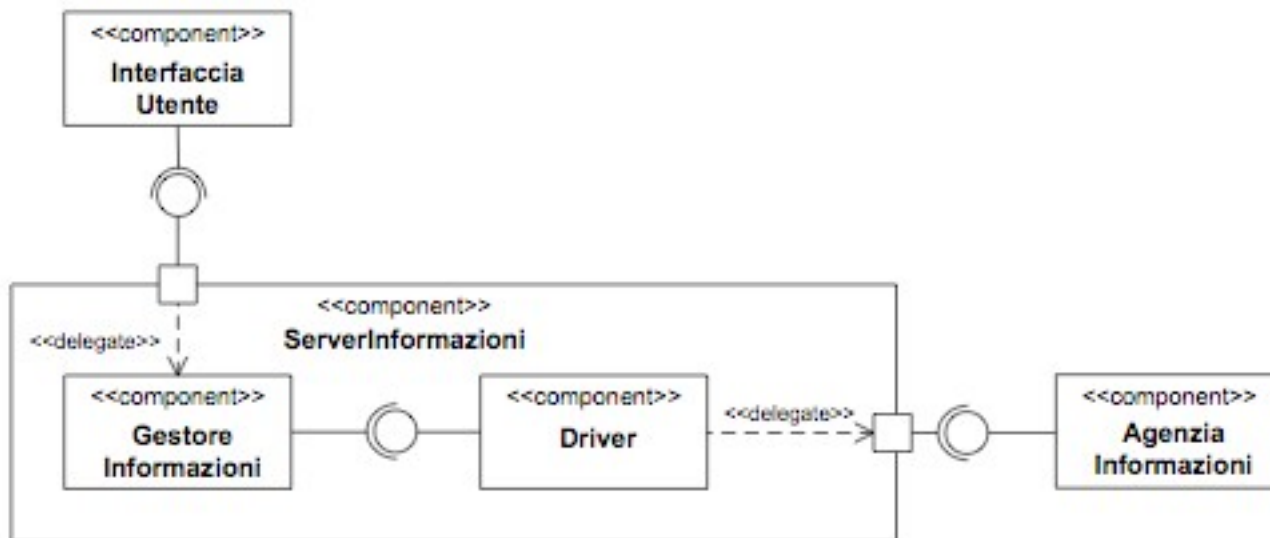 <<component>>
Interfaccia
Utente
<<component>>
ServerInformazioni
<<delegate>>
<<component>>
Gestore
Informazioni
<<component>>
Driver
<<delegate>>
<<component>>
Agenzia
Informazioni